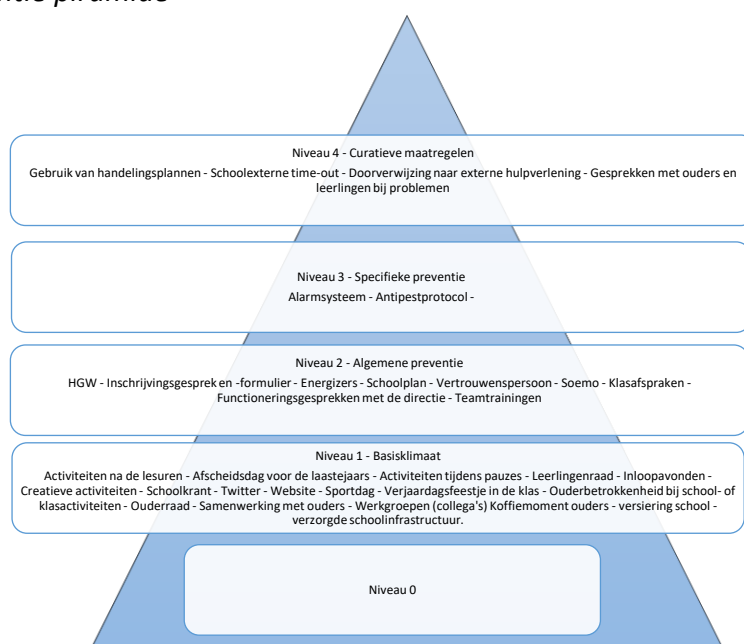 piramide
Niveau 4 - Curatieve maatregelen
Gebruik van handelingsplannen - Schoolexterne time-out - Doorverwijzing naar externe hulpverlening - Gesprekken met ouders en
leerlingen bij problemen
Niveau 3 - Specifieke preventie
Alarmsysteem - Antipestprotocol -
Niveau 2 - Algemene preventie
HGW - Inschrijvingsgesprek en -formulier - Energizers - Schoolplan - Vertrouwenspersoon - Soemo - Klasafspraken -
Functioneringsgesprekken met de directie - Teamtrainingen
Niveau 1 - Basisklimaat
Activiteiten na de lesuren - Afscheidsdag voor de laastejaars - Activiteiten tijdens pauzes - Leerlingenraad - Inloopavonden -
Creatieve activiteiten - Schoolkrant - Twitter - Website - Sportdag - Verjaardagsfeestje in de klas - Ouderbetrokkenheid bij school- of
klasactiviteiten - Ouderraad - Samenwerking met ouders - Werkgroepen (collega's) Koffiemoment ouders - versiering school -
verzorgde schoolinfrastructuur.
Niveau 0